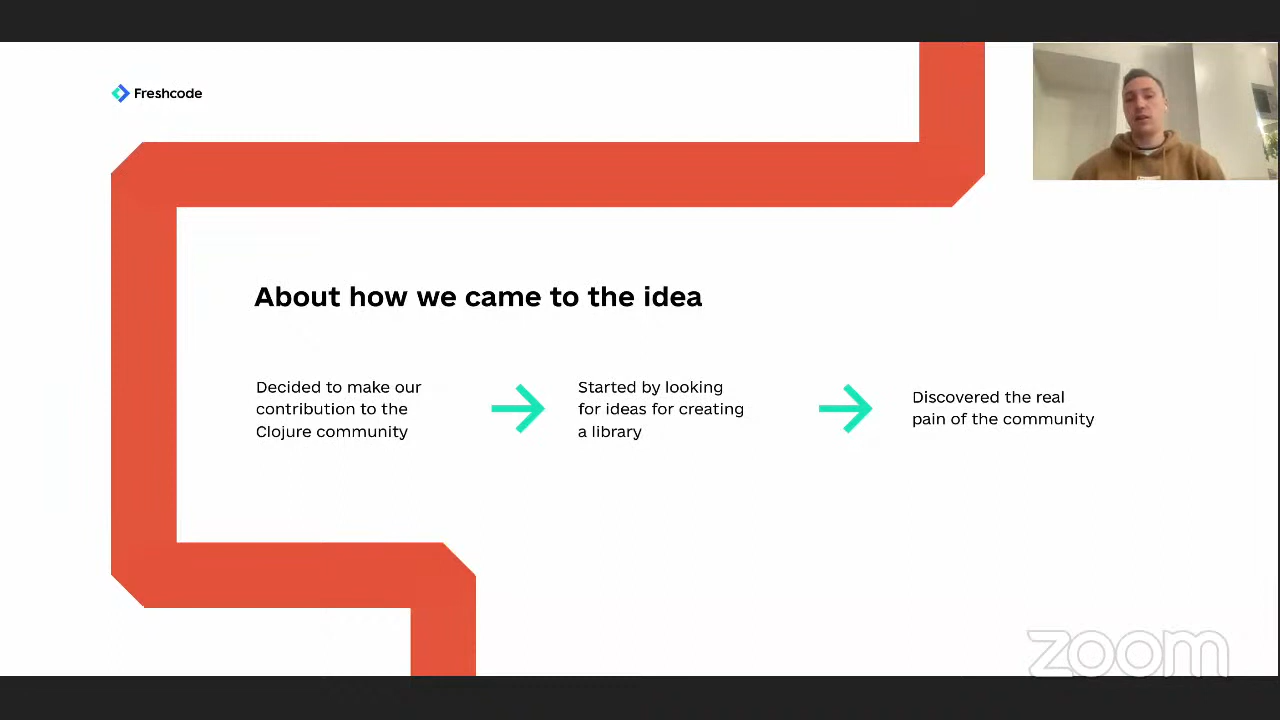 Freshcode
About how we came to the idea
Decided to make our
contribution to the
Clojure community
Started by looking
for ideas for creating
a library
Discovered the real
pain of the community
zoom